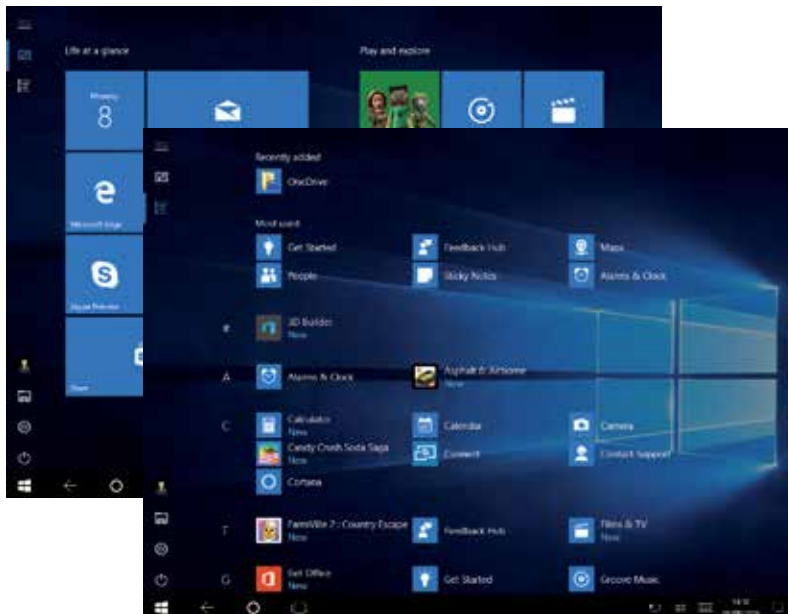 Life at a glance
Play and explore
Monday
8
Microsoft Edge
Skype Preview
Store
Recently added
OneDrive
Most used
Get Started
Feedback Hub
Maps
People
Sticky Notes
Alarms & Clock
#
3D Builder
New
A
Alarms & Clock
Asphalt 8: Airborne
New
C
Calculator
New
Calendar
Camera
Candy Crush Soda Saga
New
Connect
Contact Support
Cortana
F
FarmVille 2 : Country Escape
New
Feedback Hub
Films & TV
New
G
Get Office
New
Get Started
Groove Music